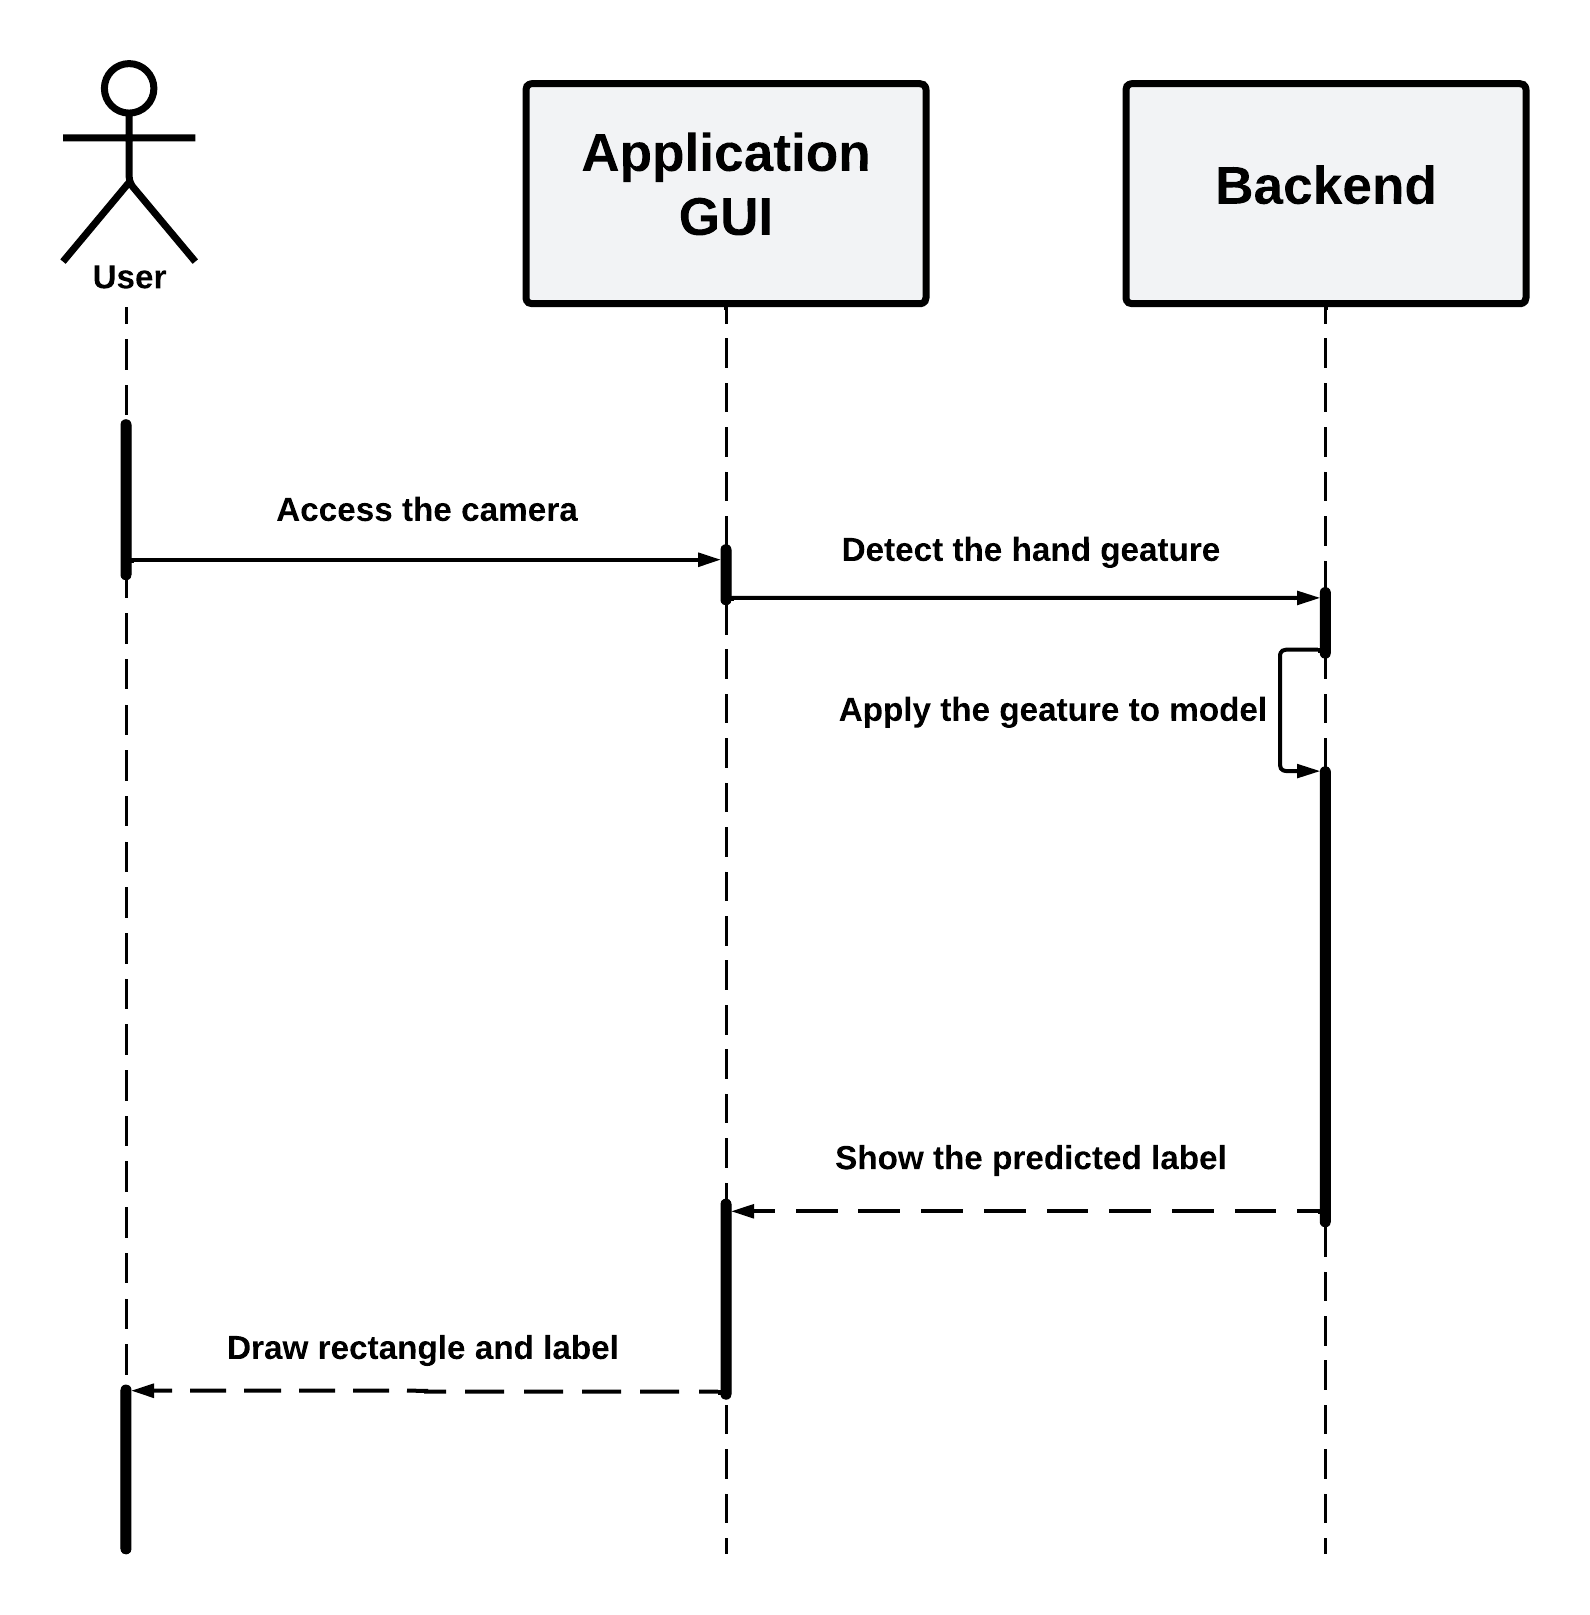 Application
GUI
Backend
User
Access the camera
Detect the hand geature
Apply the geature to model
Show the predicted label
Draw rectangle and label